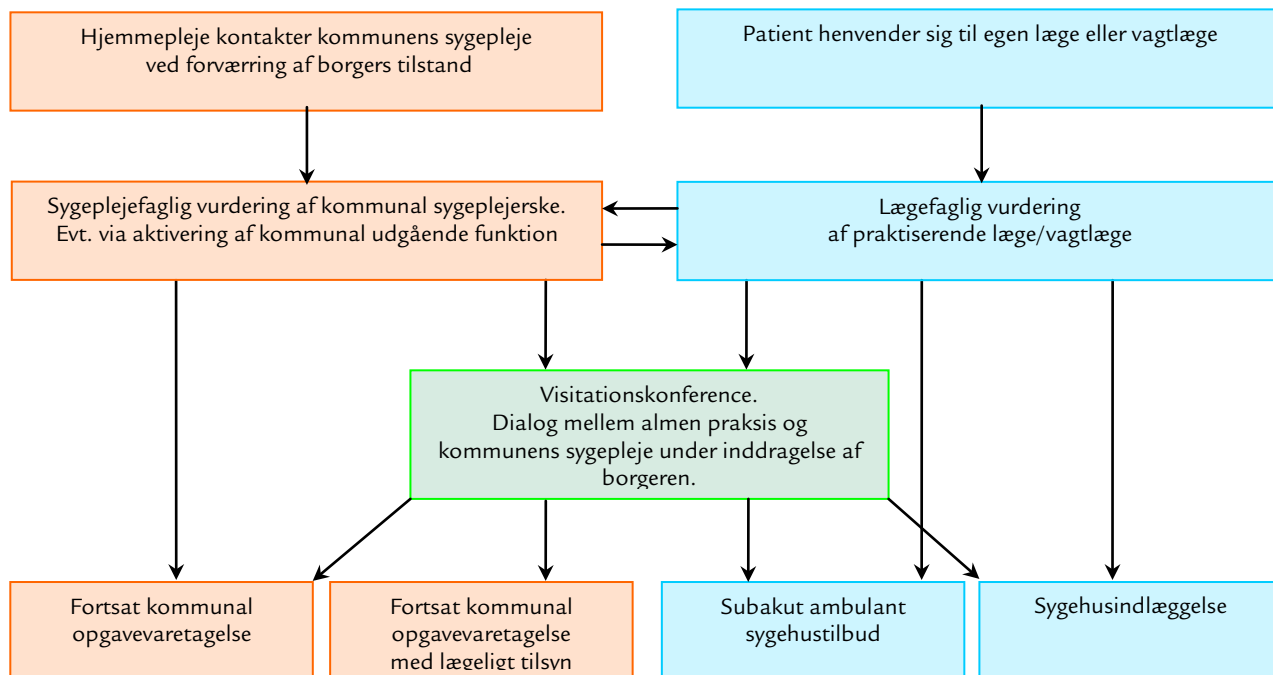 Hjemmepleje kontakter kommunens sygepleje
ved forværring af borgers tilstand
Patient henvender sig til egen læge eller vagtlæge
Sygeplejefaglig vurdering af kommunal sygeplejerske.
Evt. via aktivering af kommunal udgående funktion
Lægefaglig vurdering
af praktiserende læge/vagtlæge
Visitationskonference.
Dialog mellem almen praksis og
kommunens sygepleje under inddragelse af
borgeren.
Fortsat kommunal
opgavevaretagelse
Fortsat kommunal
opgavevaretagelse
med lægeligt tilsyn
Subakut ambulant
sygehustilbud
Sygehusindlæggelse